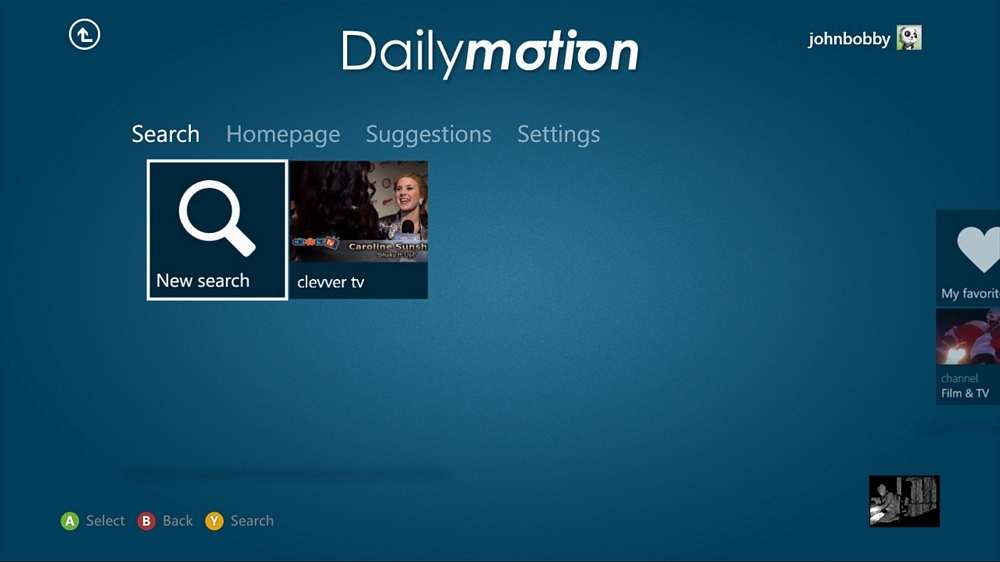 Dailymotion
johnbobby
Search Homepage Suggestions Settings
New search
Caroline Sunsh
"Shake It Up!"
clevver tv
My favorit
channel
Film & TV
A Select B Back Y Search